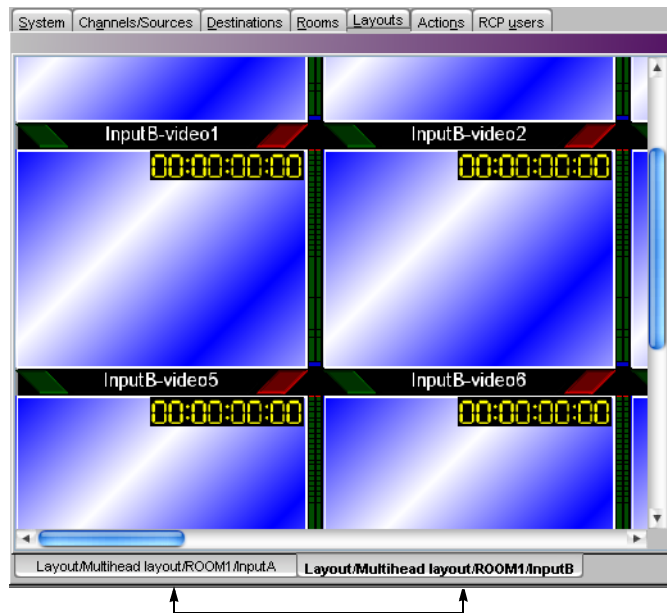 System Channels/Sources Destinations Rooms Layouts Actions RCP users
InputB-video1 InputB-video2
00:00:00:00 00:00:00:00
InputB-video5 InputB-video6
00:00:00:00 00:00:00:00
Layout/Multihead layout/ROOM1/InputA Layout/Multihead layout/ROOM1/InputB